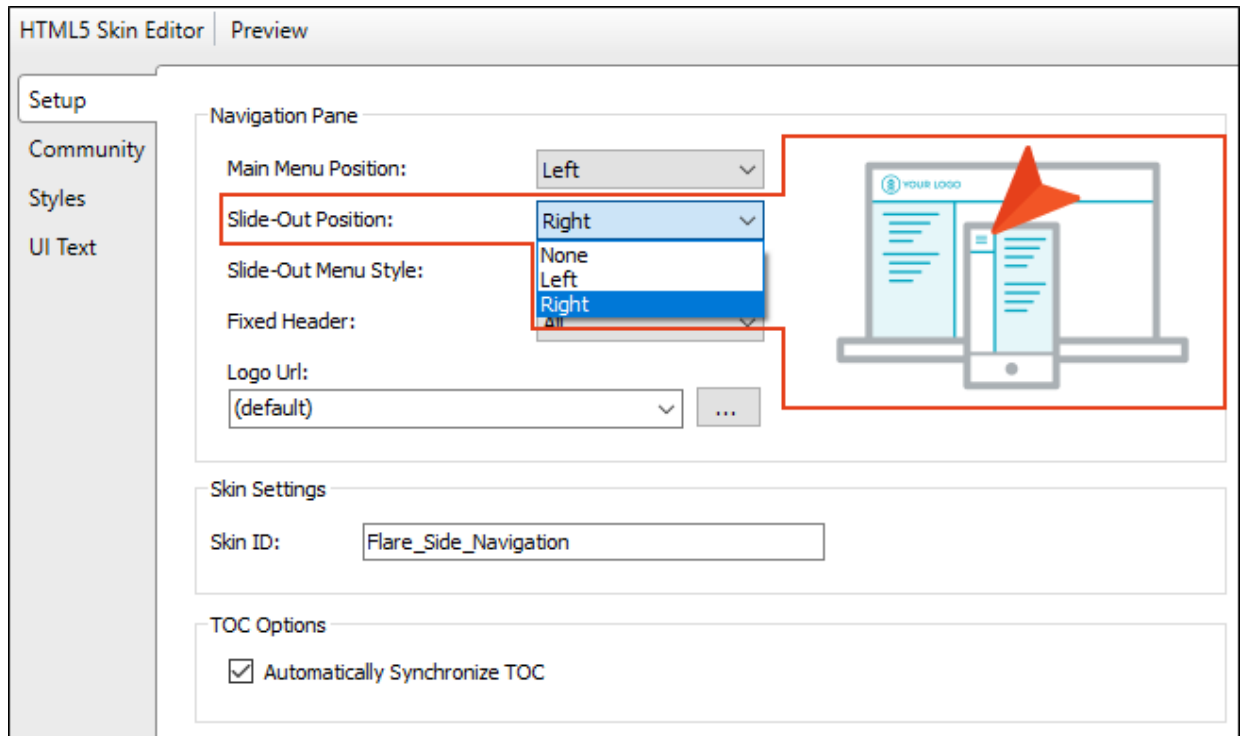 HTML5 Skin Editor Preview
Setup
Community
Styles
UI Text
Navigation Pane
Main Menu Position: Left
Slide-Out Position: Right
None
Left
Right
Slide-Out Menu Style:
Fixed Header: All
Logo Url:
(default) ...
YOUR LOGO
Skin Settings
Skin ID: Flare_Side_Navigation
TOC Options
Automatically Synchronize TOC